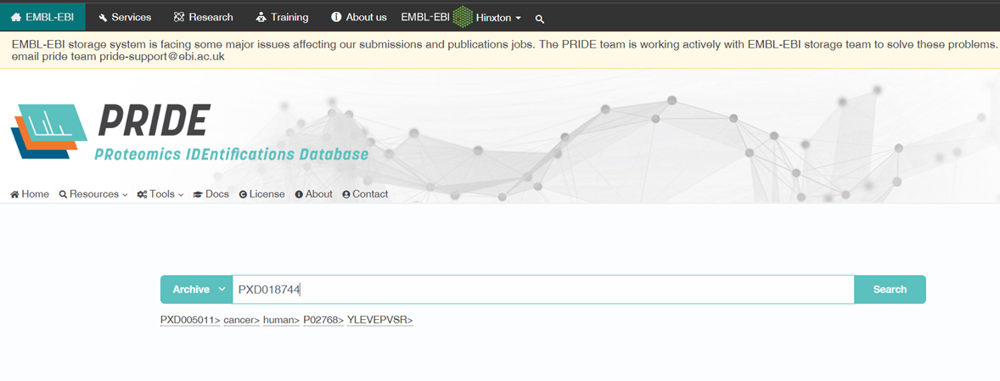 EMBL-EBI Services Research Training About us EMBL-EBI Hinxton
EMBL-EBI storage system is facing some major issues affecting our submissions and publications jobs. The PRIDE team is working actively with EMBL-EBI storage team to solve these problems.
email pride team pride-support@ebi.ac.uk
PRIDE
PRoteomics IDEntifications Database
Home Resources Tools Docs License About Contact
Archive PXD018744 Search
PXD005011> cancer> human> P02768> YLEVEPVSR>